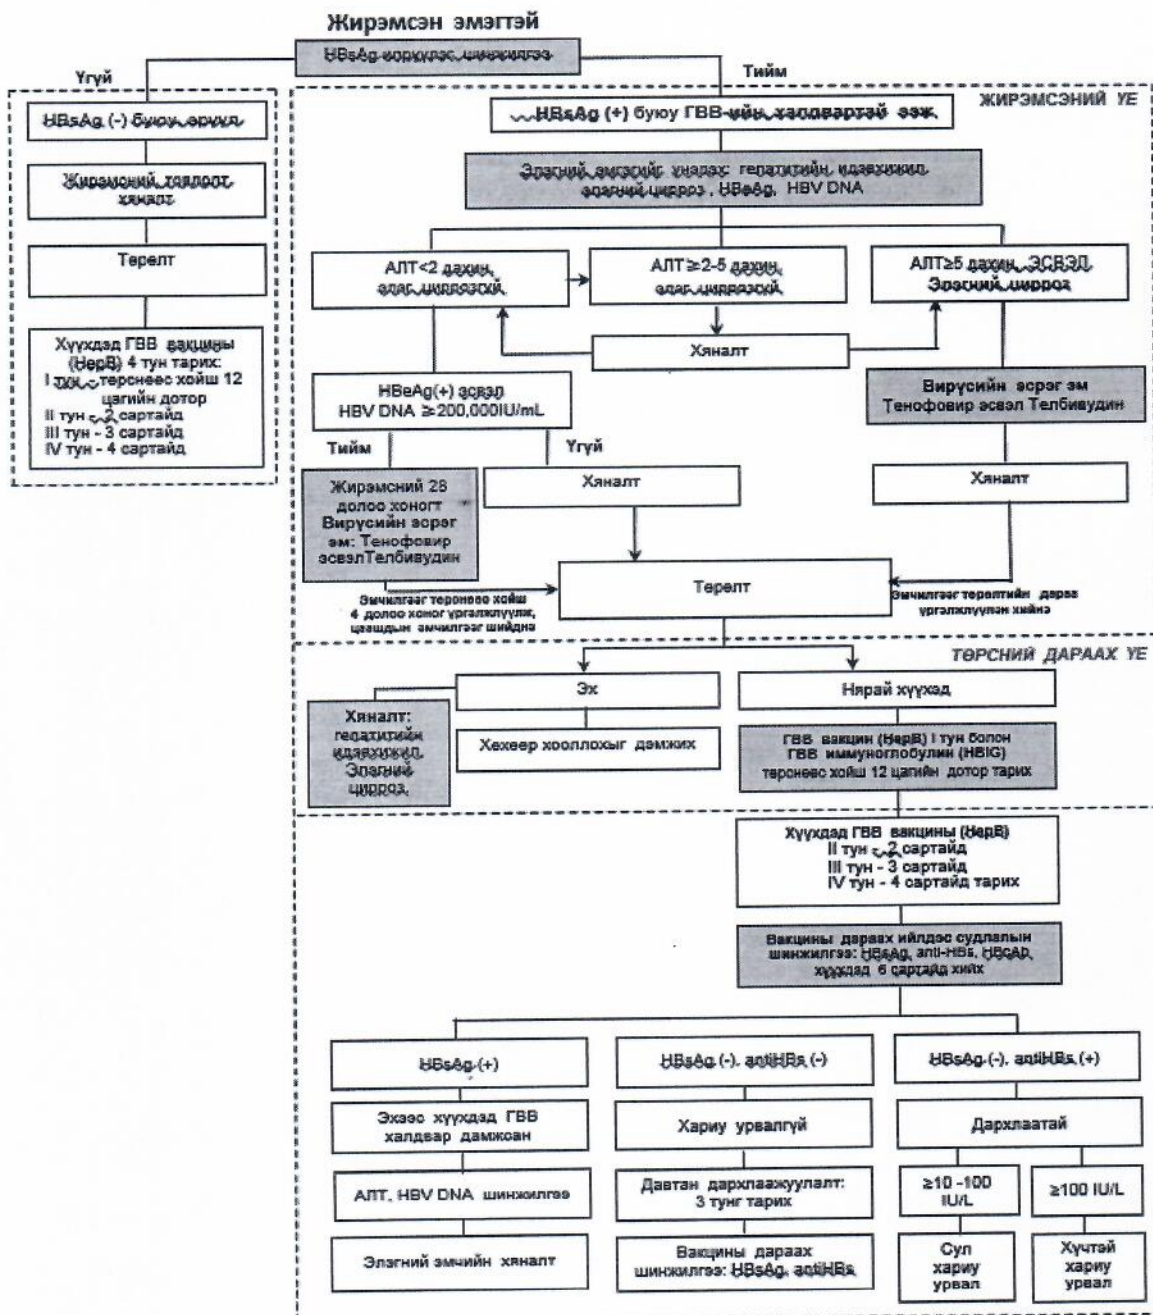 Жирэмсэн эмэгтэй
HBsAg илрүүлэх шинжилгээ
Үгүй
Тийм
HBsAg (-) буюу эрүүл
Жирэмсний тээлт
хяналт
Төрөлт
Хүүхдэд ГВВ вакцины
(HepB) 4 тун тарих:
I тун - төрснөөс хойш 12
цагийн дотор
II тун - 2 сартайд
III тун - 3 сартайд
IV тун - 4 сартайд
ЖИРЭМСНИЙ ҮЕ
HBsAg (+) буюу ГВВ-ийн халдвартай ээж
Элэгний эмгэгийг үнэлэх: гепатитийн идэвхижил,
элэгний цирроз , HBeAg, HBV DNA
АЛТ<2 дахин,
элэг циррозгүй
АЛТ ≥2-5 дахин,
элэг циррозгүй
АЛТ≥5 дахин, ЭСВЭЛ
Элэгний цирроз
Хяналт
HBeAg(+) эсвэл
HBV DNA ≥200,000IU/mL
Вирүсийн эсрэг эм
Тенофовир эсвэл Телбивудин
Тийм
Үгүй
Жирэмсний 28
долоо хоногт
Вирүсийн эсрэг
эм: Тенофовир
эсвэлТелбивудин
Хяналт
Хяналт
Төрөлт
Эмчилгээг төрснөөс хойш
4 долоо хоног үргэлжлүүлж,
цаашдын эмчилгээг шийднэ
Эмчилгээг төрөлтийн дараа
үргэлжлүүлэн хийнэ
ТӨРСНИЙ ДАРААХ ҮЕ
Эх
Нярай хүүхэд
Хяналт:
гепатитийн
идэвхижил,
Элэгний
цирроз
Хөхөөр хооллохыг дэмжих
ГВВ вакцин (HepB) I тун болон
ГВВ иммуноглобулин (HBIG)
төрснөөс хойш 12 цагийн дотор тарих
Хүүхдэд ГВВ вакцины (HepB)
II тун - 2 сартайд
III тун - 3 сартайд
IV тун - 4 сартайд тарих
Вакцины дараах ийлдэс судлалын
шинжилгээ: HBsAg, anti-HBs, HBcAb,
хүүхдэд 6 сартайд хийх
HBsAg (+)
HBsAg (-). antiHBs (-)
HBsAg (-). antiHBs (+)
Эхээс хүүхдэд ГВВ
халдвар дамжсан
Хариу урвалгүй
Дархлаатай
АЛТ, HBV DNA шинжилгээ
Давтан дархлаажуулалт:
3 тунг тарих
≥10 -100
IU/L
≥100 IU/L
Элэгний эмчийн хяналт
Вакцины дараах
шинжилгээ: HBsAg, antiHBs
Сул
хариу
урвал
Хүчтэй
хариу
урвал